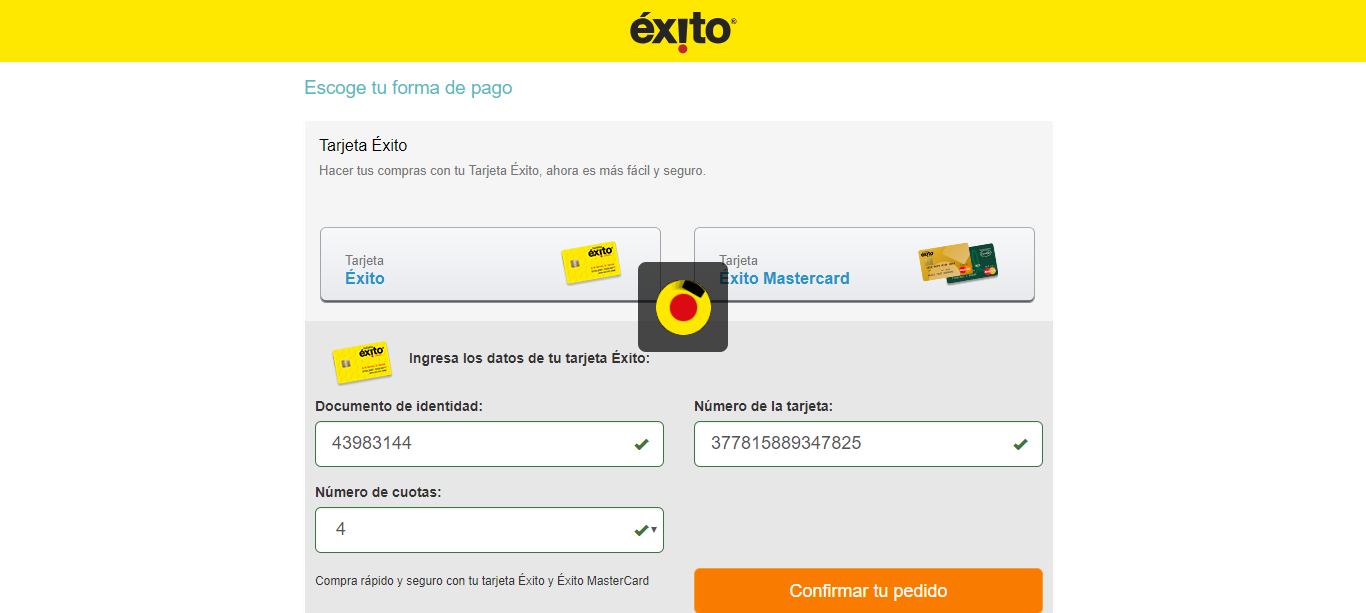 éxito®
Escoge tu forma de pago
Tarjeta Éxito
Hacer tus compras con tu Tarjeta Éxito, ahora es más fácil y seguro.
Tarjeta
Éxito
éxito
Tarjeta
Éxito Mastercard
éxito
éxito
Ingresa los datos de tu tarjeta Éxito:
Documento de identidad:
Número de la tarjeta:
43983144
377815889347825
Número de cuotas:
4
Compra rápido y seguro con tu tarjeta Éxito y Éxito MasterCard
Confirmar tu pedido